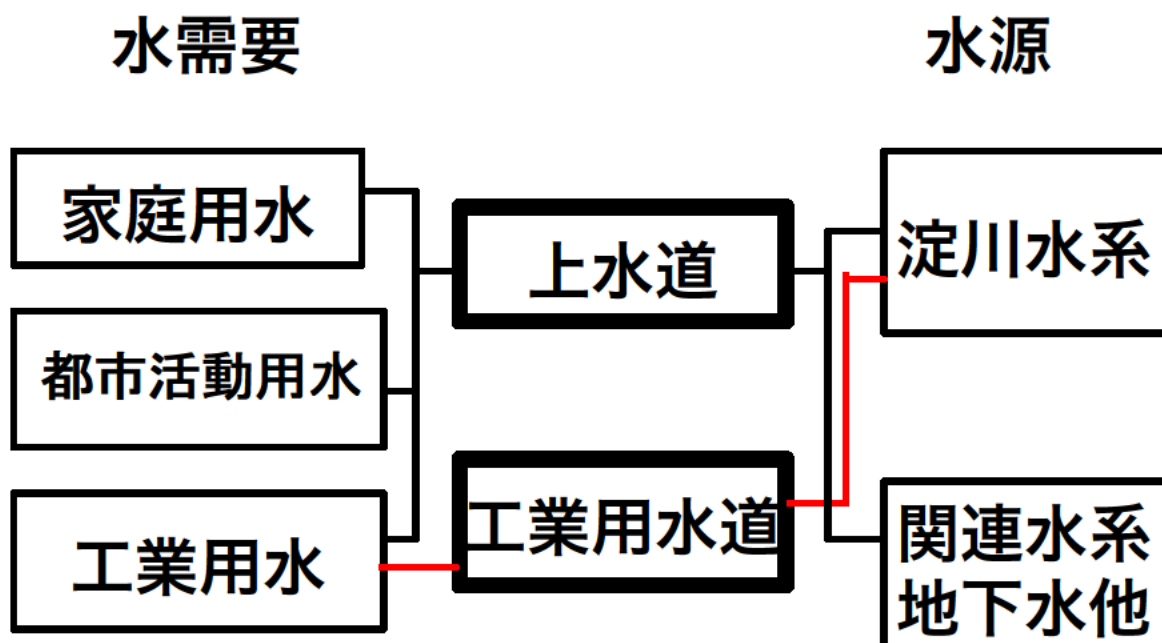 水需要
水源
家庭用水
上水道
淀川水系
都市活動用水
工業用水
工業用水道
関連水系
地下水他